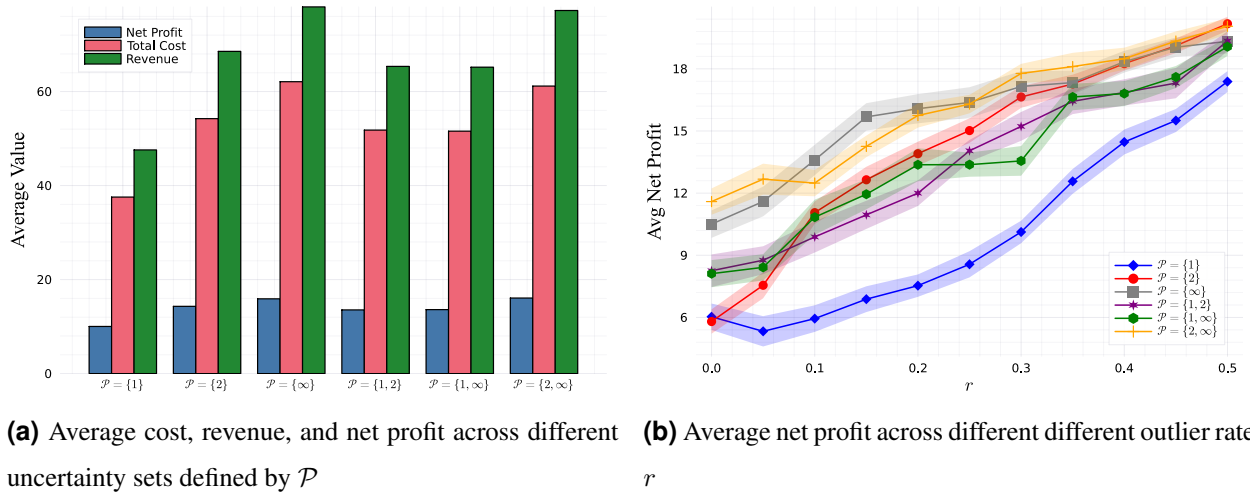 Net Profit
Total Cost
Revenue
Average Value
60
40
20
0
𝒫 = {1}
𝒫 = {2}
𝒫 = {∞}
𝒫 = {1, 2}
𝒫 = {1, ∞}
𝒫 = {2, ∞}
(a) Average cost, revenue, and net profit across different
uncertainty sets defined by 𝒫
Avg Net Profit
18
15
12
9
6
0.0
0.1
0.2
0.3
0.4
0.5
r
𝒫 = {1}
𝒫 = {2}
𝒫 = {∞}
𝒫 = {1, 2}
𝒫 = {1, ∞}
𝒫 = {2, ∞}
(b) Average net profit across different different outlier rate
r